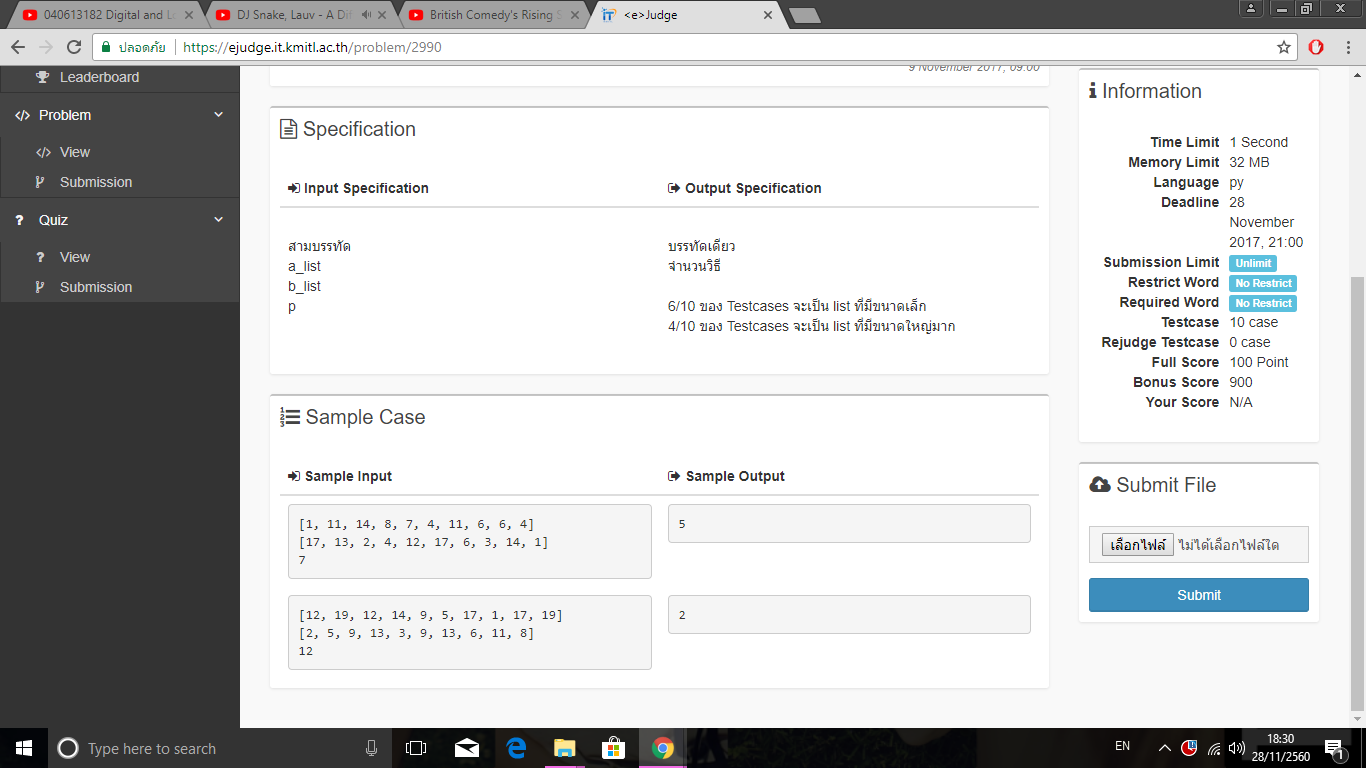 040613182 Digital and Lo
DJ Snake, Lauv - A Dif
British Comedy's Rising S
<e>Judge
ปลอดภัย
https://ejudge.it.kmitl.ac.th/problem/2990
Leaderboard
Problem
View
Submission
Quiz
View
Submission
9 November 2017, 09:00
Specification
Input Specification
Output Specification
สามบรรทัด
a_list
b_list
p
บรรทัดเดียว
จำนวนวิธี
6/10 ของ Testcases จะเป็น list ที่มีขนาดเล็ก
4/10 ของ Testcases จะเป็น list ที่มีขนาดใหญ่มาก
Sample Case
Sample Input
Sample Output
[1, 11, 14, 8, 7, 4, 11, 6, 6, 4]
[17, 13, 2, 4, 12, 17, 6, 3, 14, 1]
7
5
[12, 19, 12, 14, 9, 5, 17, 1, 17, 19]
[2, 5, 9, 13, 3, 9, 13, 6, 11, 8]
12
2
Information
Time Limit 1 Second
Memory Limit 32 MB
Language py
Deadline 28
November
2017, 21:00
Submission Limit Unlimit
Restrict Word No Restrict
Required Word No Restrict
Testcase 10 case
Rejudge Testcase 0 case
Full Score 100 Point
Bonus Score 900
Your Score N/A
Submit File
เลือกไฟล์ ไม่ได้เลือกไฟล์ใด
Submit
Type here to search
EN
18:30
28/11/2560
1